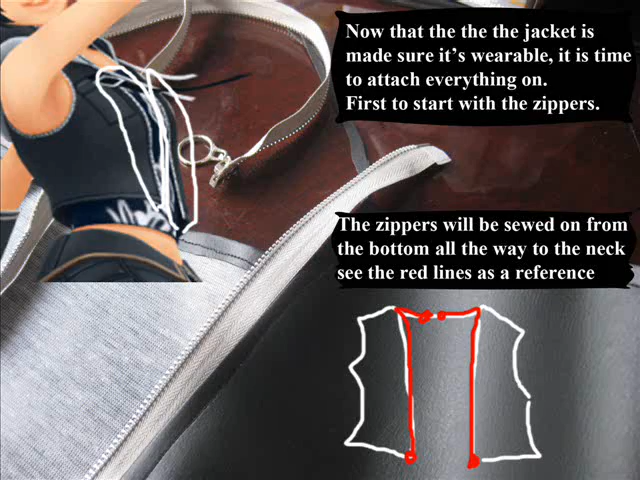 Now that the the the jacket is
made sure it's wearable, it is time
to attach everything on.
First to start with the zippers.
The zippers will be sewed on from
the bottom all the way to the neck
see the red lines as a reference